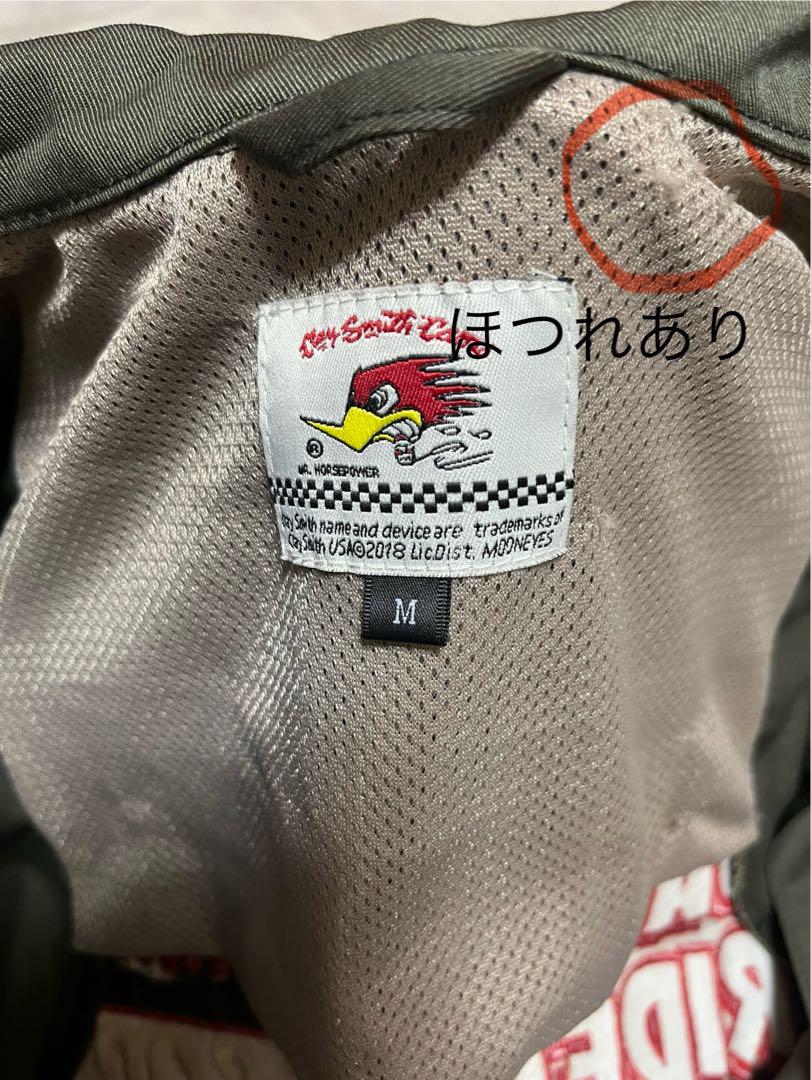 Clay Smith Cams
ほつれあり
®
MR. HORSEPOWER
Clay Smith name and device are trademarks of
Clay Smith USA©2018 Lic.Dist. MOONEYES
M
RIDE